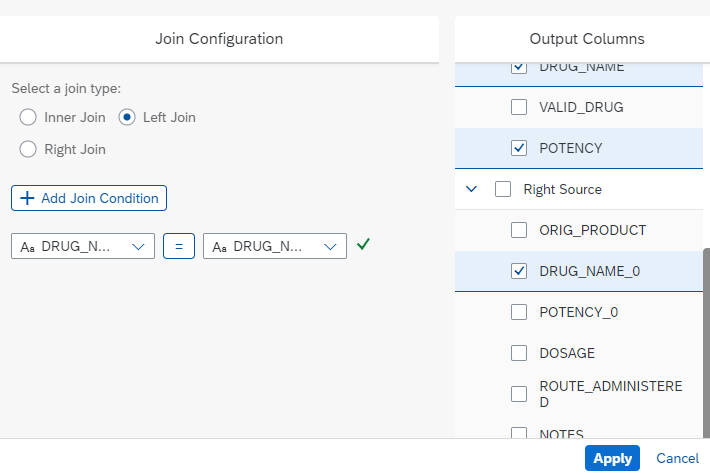 Join Configuration
Output Columns
Select a join type:
Inner Join
Left Join
Right Join
Add Join Condition
Aa DRUG_N...
=
Aa DRUG_N...
DRUG_NAME
VALID_DRUG
POTENCY
Right Source
ORIG_PRODUCT
DRUG_NAME_0
POTENCY_0
DOSAGE
ROUTE_ADMINISTERE
D
NOTES
Apply
Cancel